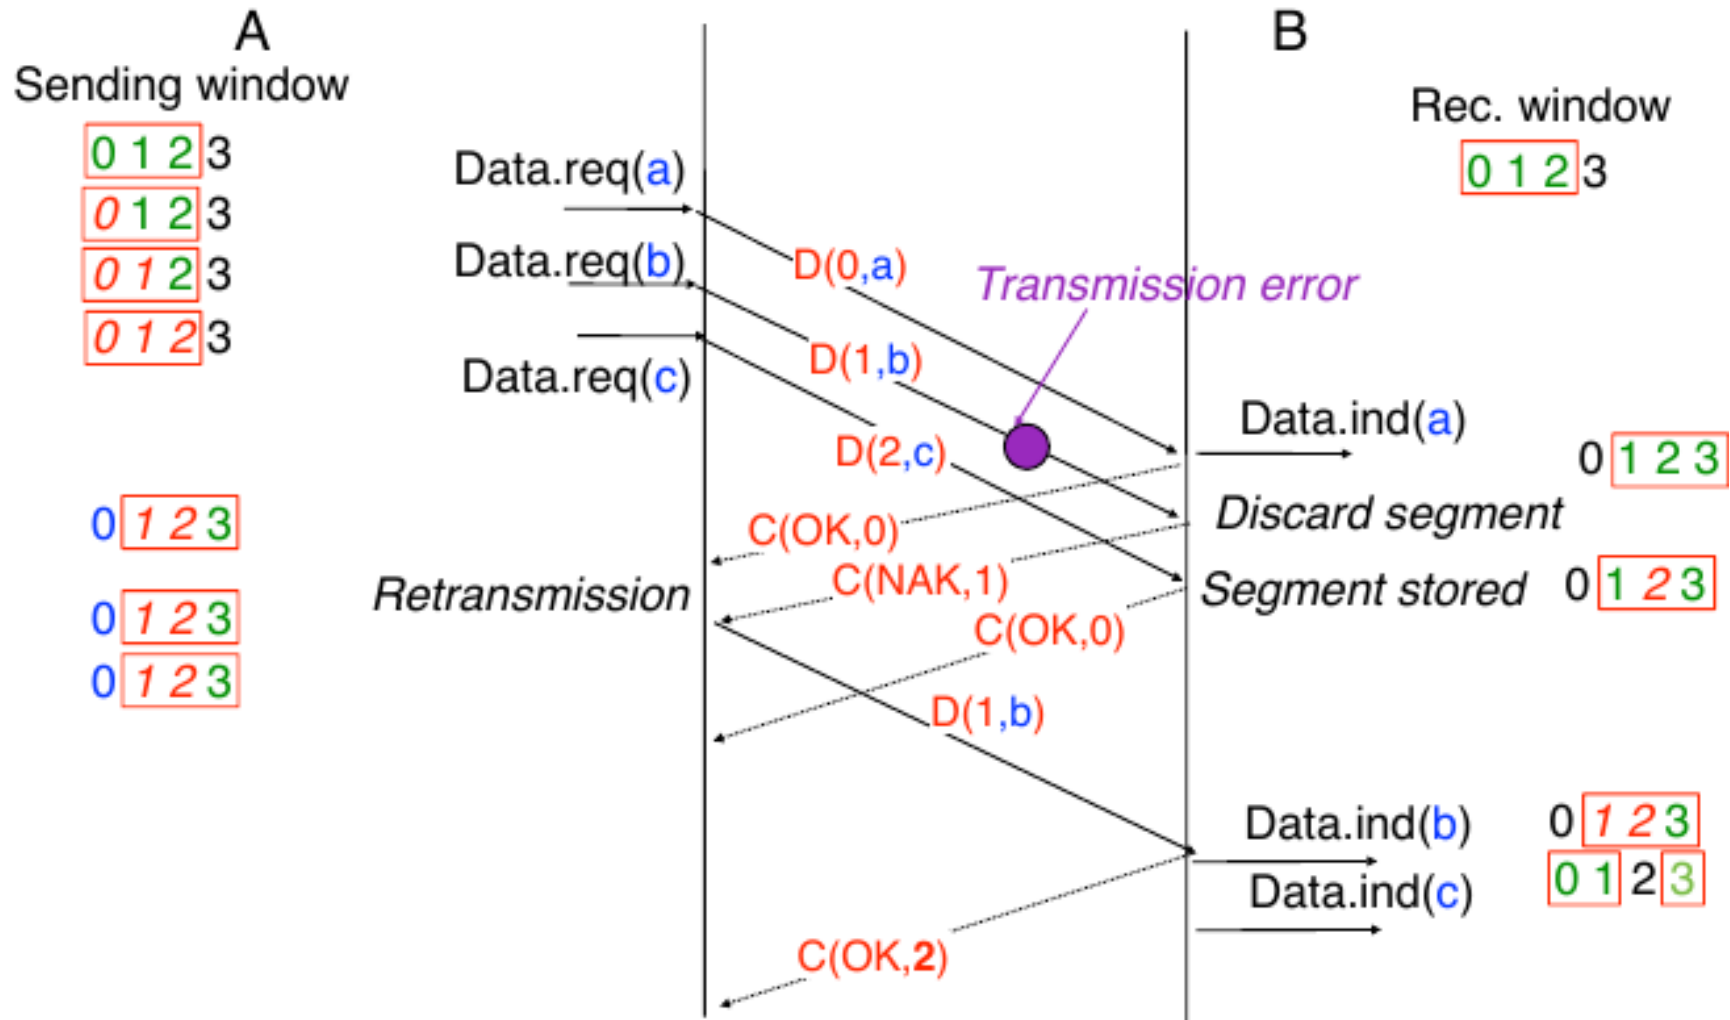 A
B
Sending window
Rec. window
0 1 2 3
0 1 2 3
Data.req(a)
0 1 2 3
Data.req(b)
D(0,a)
0 1 2 3
Transmission error
0 1 2 3
D(1,b)
Data.req(c)
Data.ind(a)
D(2,c)
0 1 2 3
0 1 2 3
C(OK,0)
Discard segment
C(NAK,1)
Retransmission
Segment stored
0 1 2 3
0 1 2 3
C(OK,0)
0 1 2 3
D(1,b)
Data.ind(b)
0 1 2 3
Data.ind(c)
0 1 2 3
C(OK,2)